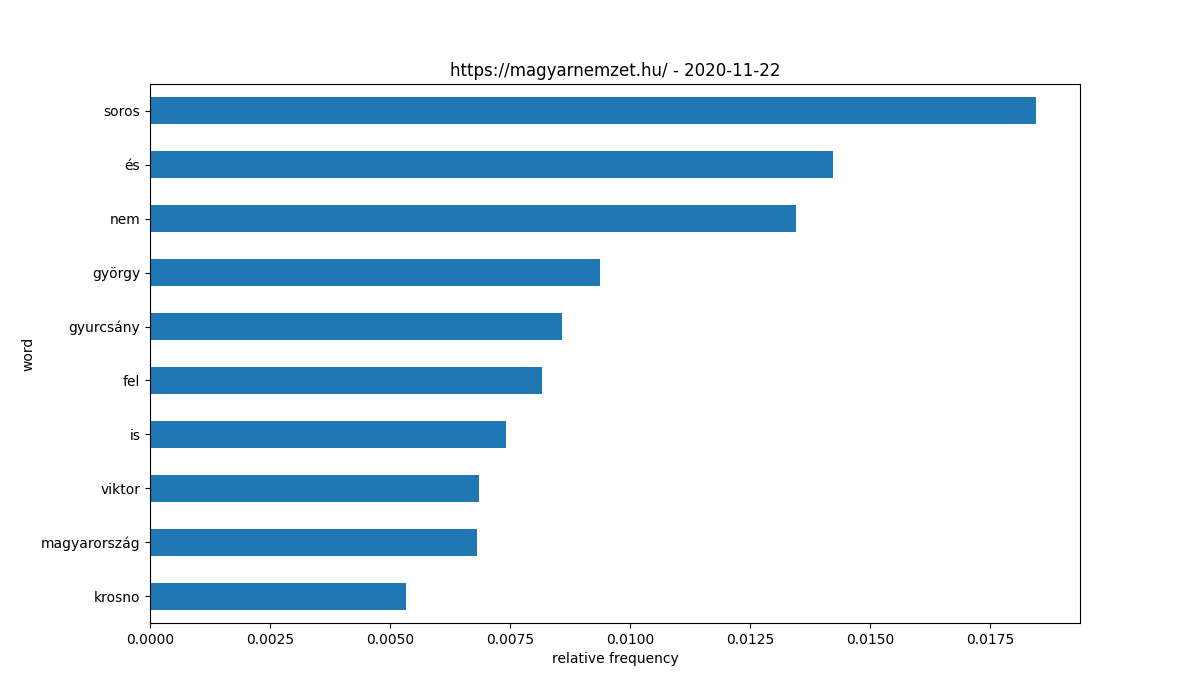 https://magyarnemzet.hu/ - 2020-11-22
soros
és
nem
györgy
gyurcsány
fel
is
viktor
magyarország
krosno
word
0.0000 0.0025 0.0050 0.0075 0.0100 0.0125 0.0150 0.0175
relative frequency